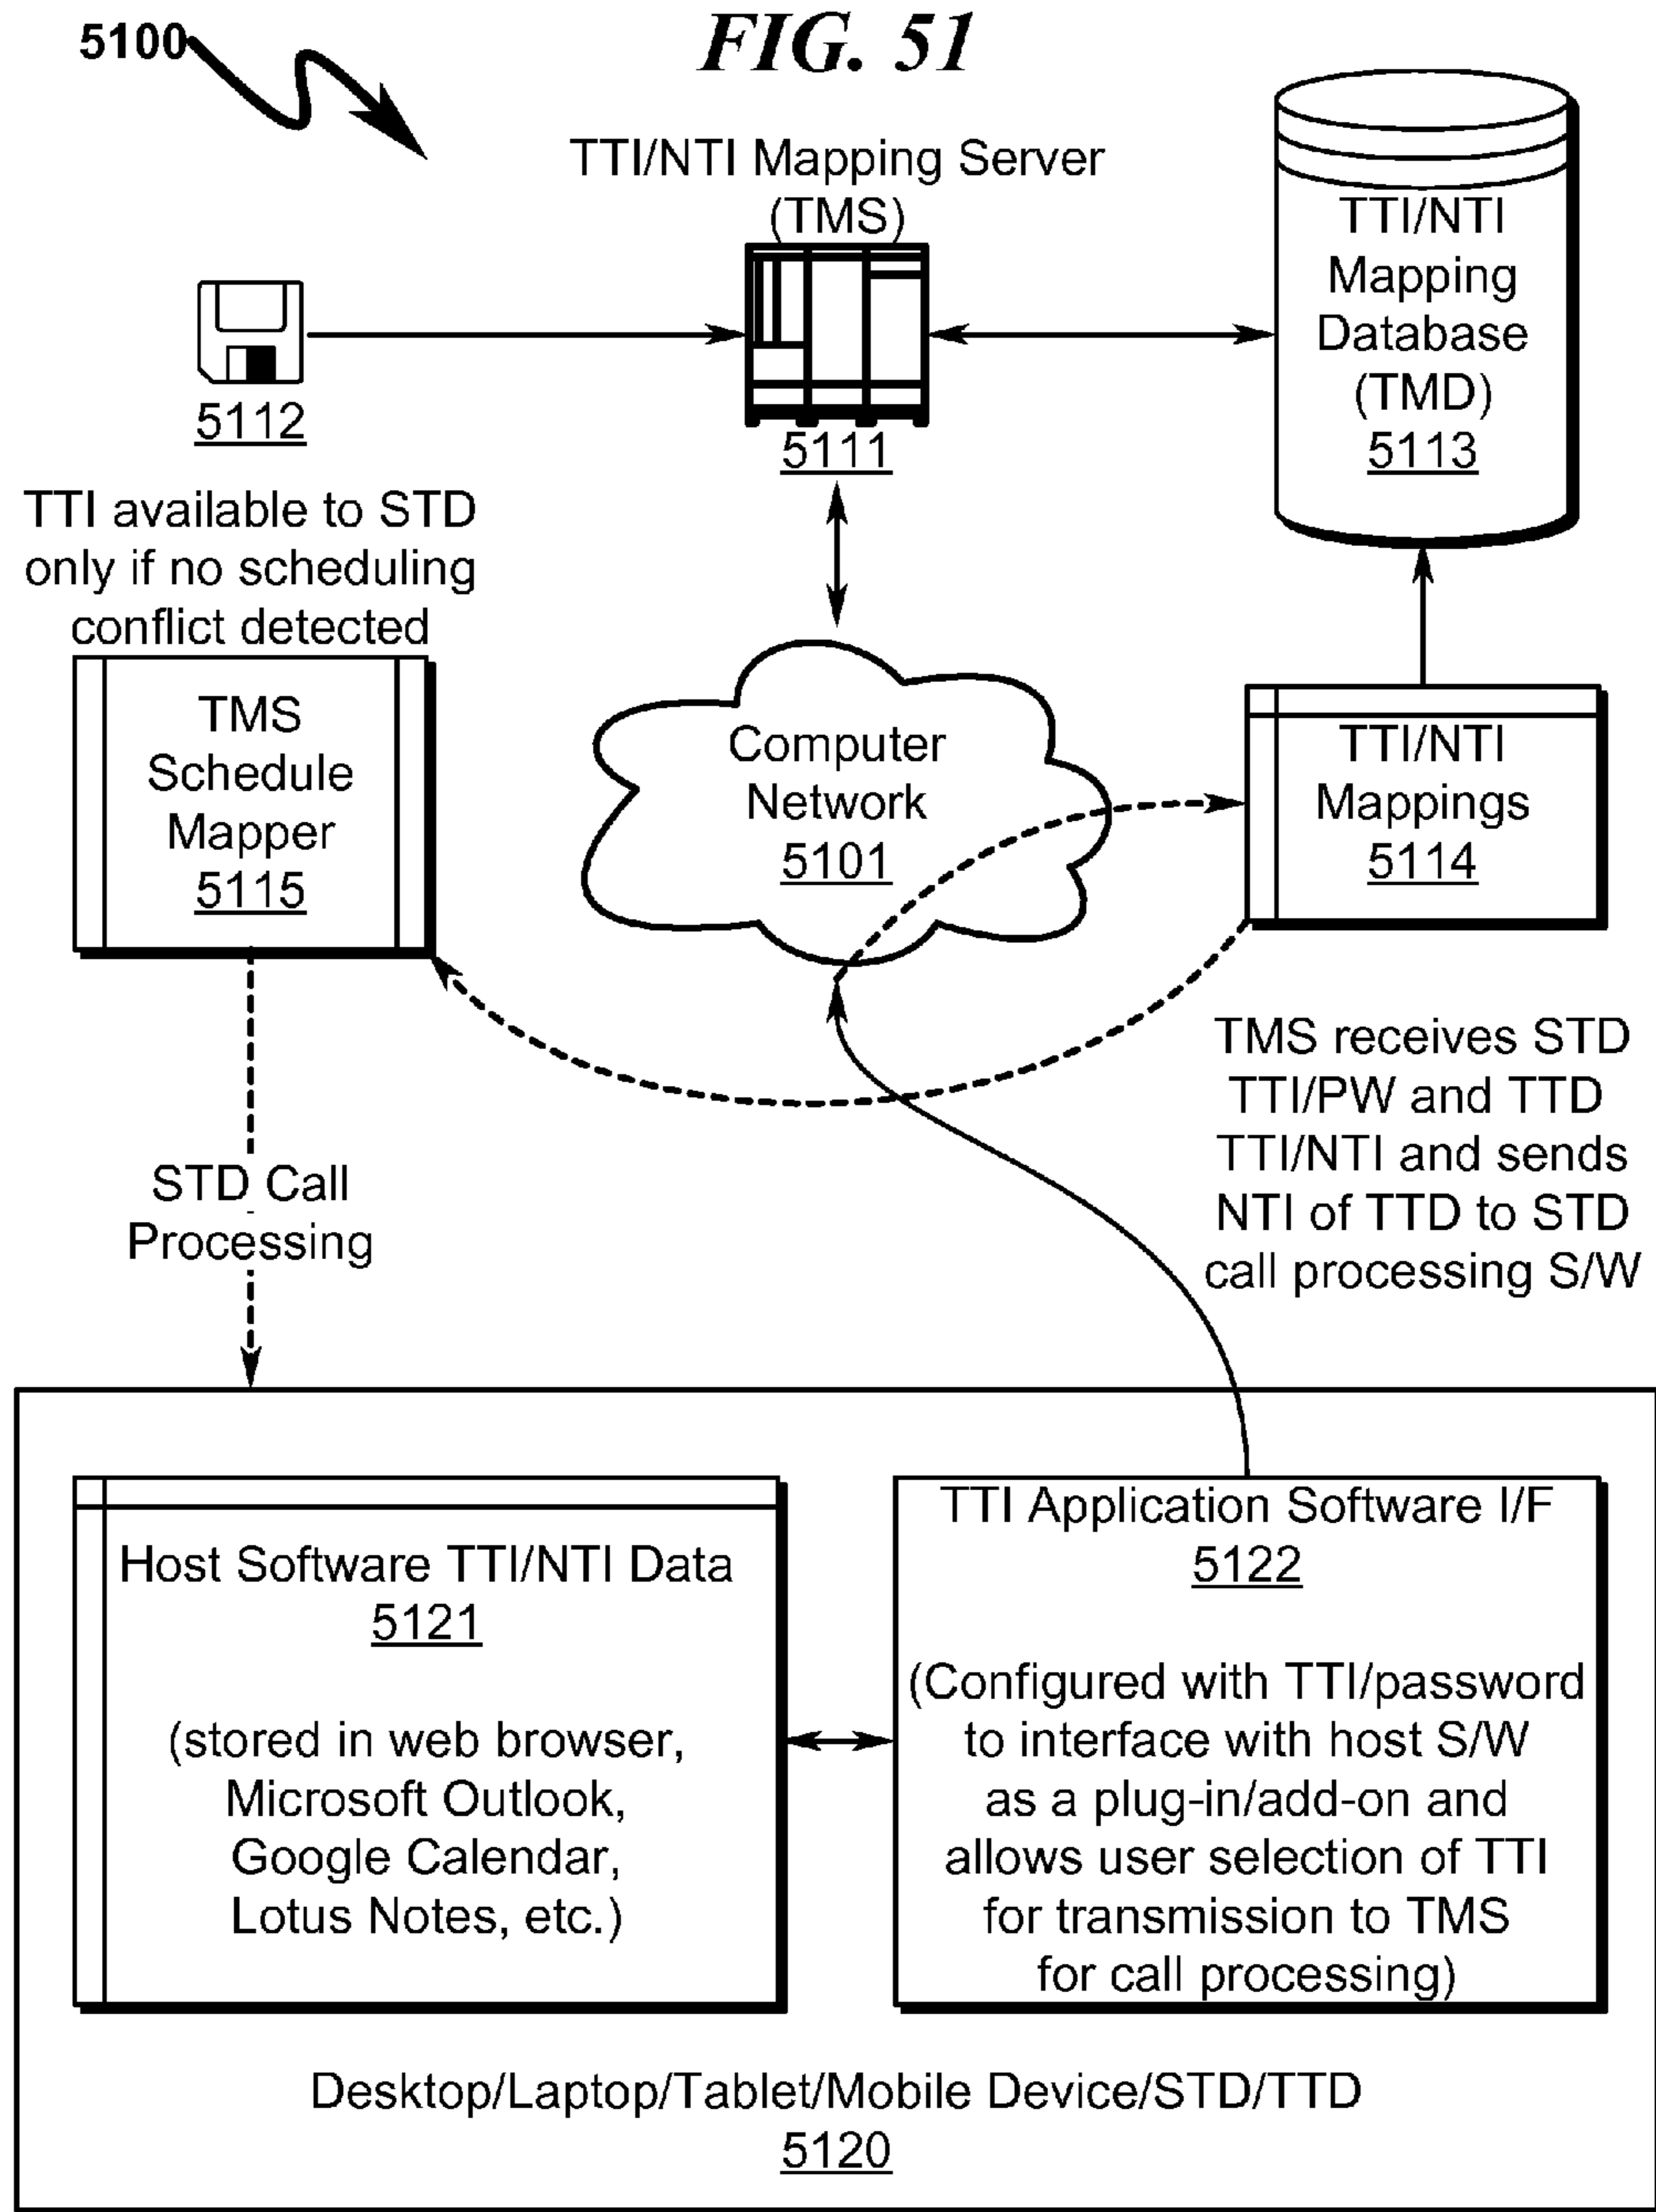 5100
FIG. 51
TTI/NTI Mapping Server
(TMS)
5111
5112
TTI/NTI
Mapping
Database
(TMD)
5113
TTI available to STD
only if no scheduling
conflict detected
TMS
Schedule
Mapper
5115
Computer
Network
5101
TTI/NTI
Mappings
5114
TMS receives STD
TTI/PW and TTD
TTI/NTI and sends
NTI of TTD to STD
call processing S/W
STD Call
Processing
Host Software TTI/NTI Data
5121
(stored in web browser,
Microsoft Outlook,
Google Calendar,
Lotus Notes, etc.)
TTI Application Software I/F
5122
(Configured with TTI/password
to interface with host S/W
as a plug-in/add-on and
allows user selection of TTI
for transmission to TMS
for call processing)
Desktop/Laptop/Tablet/Mobile Device/STD/TTD
5120